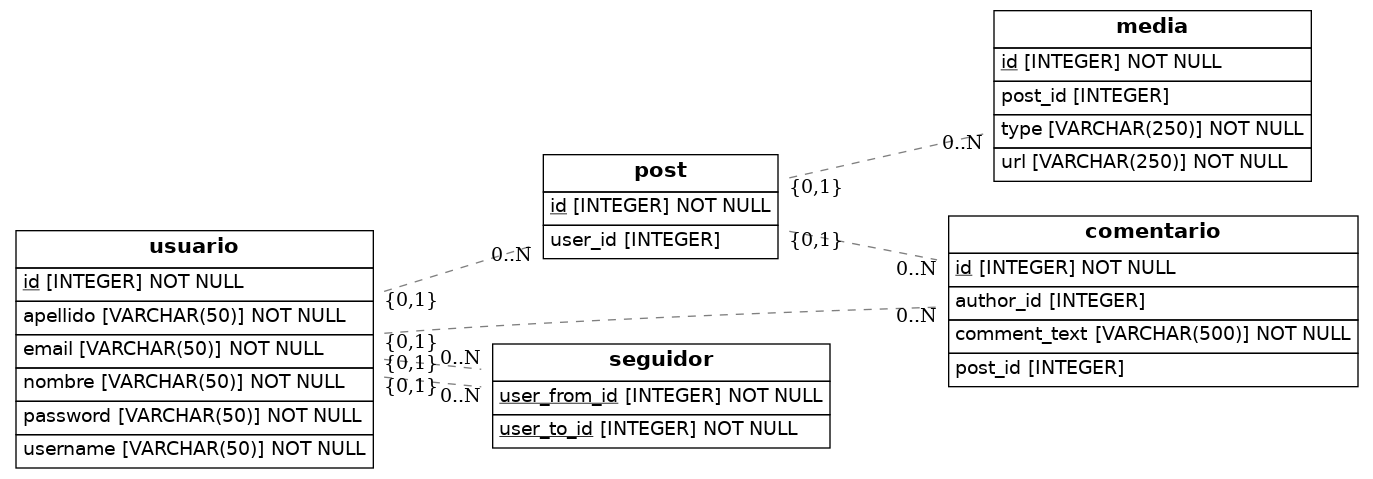 media
id [INTEGER] NOT NULL
post_id [INTEGER]
type [VARCHAR(250)] NOT NULL
url [VARCHAR(250)] NOT NULL
0..N
{0,1}
post
id [INTEGER] NOT NULL
user_id [INTEGER]
0..N
{0,1}
{0,1}
0..N
comentario
id [INTEGER] NOT NULL
author_id [INTEGER]
comment_text [VARCHAR(500)] NOT NULL
post_id [INTEGER]
0..N
usuario
id [INTEGER] NOT NULL
apellido [VARCHAR(50)] NOT NULL
email [VARCHAR(50)] NOT NULL
nombre [VARCHAR(50)] NOT NULL
password [VARCHAR(50)] NOT NULL
username [VARCHAR(50)] NOT NULL
{0,1}
{0,1}
{0,1}
0..N
0..N
seguidor
user_from_id [INTEGER] NOT NULL
user_to_id [INTEGER] NOT NULL